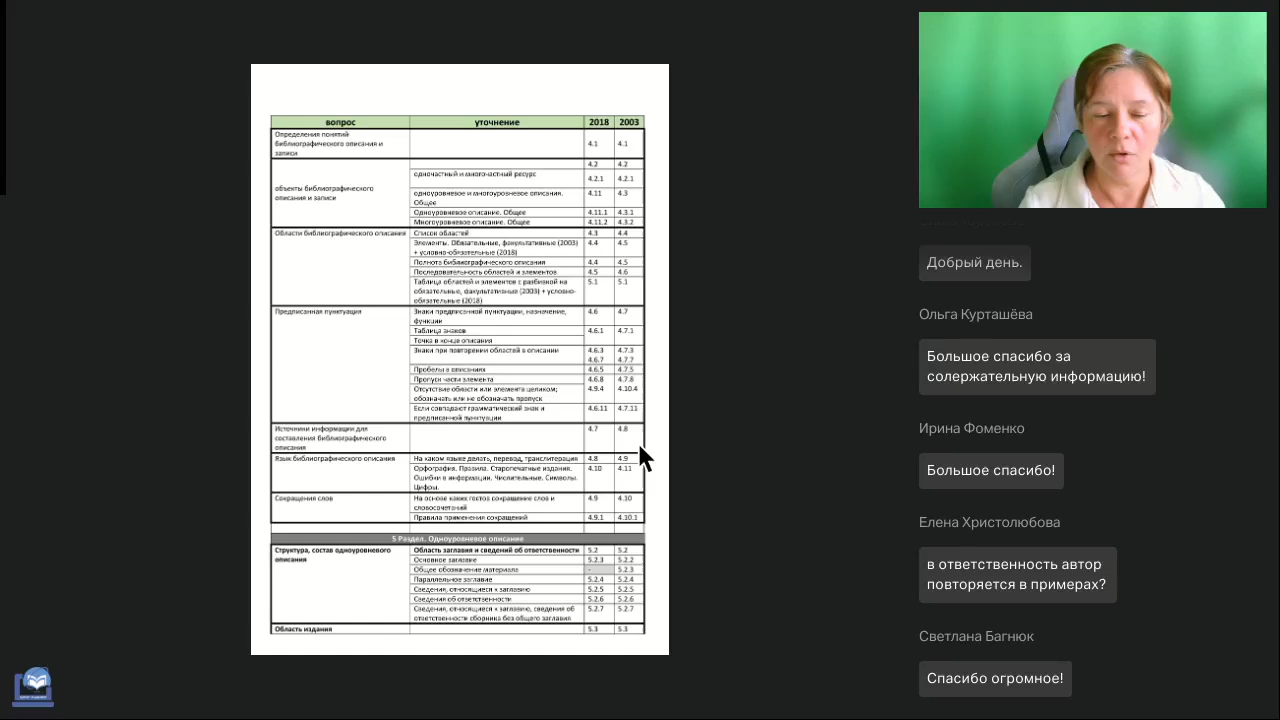 вопрос уточнение 2018 2003
Определения понятий
библиографического описания и
записи
4.1 4.1
объекты библиографического
описания и записи
4.2 4.2
одночастный и многочастный ресурс
4.2.1 4.2.1
одноуровневое и многоуровневое описания.
Общее
4.11 4.3
Одноуровневое описание. Общее 4.11.1 4.3.1
Многоуровневое описание. Общее 4.11.2 4.3.2
Области библиографического описания Список областей 4.3 4.4
Элементы. Обязательные, факультативные (2003)
+ условно-обязательные (2018)
4.4 4.5
Полнота библиографического описания 4.4 4.5
Последовательность областей и элементов 4.5 4.6
Таблица областей и элементов с разбивкой на
обязательные, факультативные (2003) + условно-
обязательные (2018)
5.1 5.1
Предписанная пунктуация Знаки предписанной пунктуации, назначение,
функции
4.6 4.7
Таблица знаков 4.6.1 4.7.1
Точка в конце описания
Знаки при повторении областей в описании 4.6.3 4.7.3
4.6.7 4.7.7
Пробелы в описаниях 4.6.5 4.7.5
Пропуск части элемента 4.6.8 4.7.8
Отсутствие области или элемента целиком;
обозначать или не обозначать пропуск
4.9.4 4.10.4
Если совпадают грамматический знак и
предписанной пунктуации
4.6.11 4.7.11
Источники информации для
составления библиографического
описания
4.7 4.8
Язык библиографического описания На каком языке делать, перевод, транслитерация 4.8 4.9
Орфография. Правила. Старопечатные издания.
Ошибки в информации. Числительные. Символы.
Цифры.
4.10 4.11
Сокращения слов На основе каких гостов сокращение слов и
словосочетаний
4.9 4.10
Правила применения сокращений 4.9.1 4.10.1
5 Раздел. Одноуровневое описание
Структура, состав одноуровневого
описания
Область заглавия и сведений об ответственности 5.2 5.2
Основное заглавие 5.2.3 5.2.2
Общее обозначение материала - 5.2.3
Параллельное заглавие 5.2.4 5.2.4
Сведения, относящиеся к заглавию 5.2.5 5.2.5
Сведения об ответственности 5.2.6 5.2.6
Сведения, относящиеся к заглавию, сведения об
ответственности сборника без общего заглавия
5.2.7 5.2.7
Область издания 5.3 5.3
Добрый день.
Ольга Курташёва
Большое спасибо за
солержательную информацию!
Ирина Фоменко
Большое спасибо!
Елена Христолюбова
в ответственность автор
повторяется в примерах?
Светлана Багнюк
Спасибо огромное!